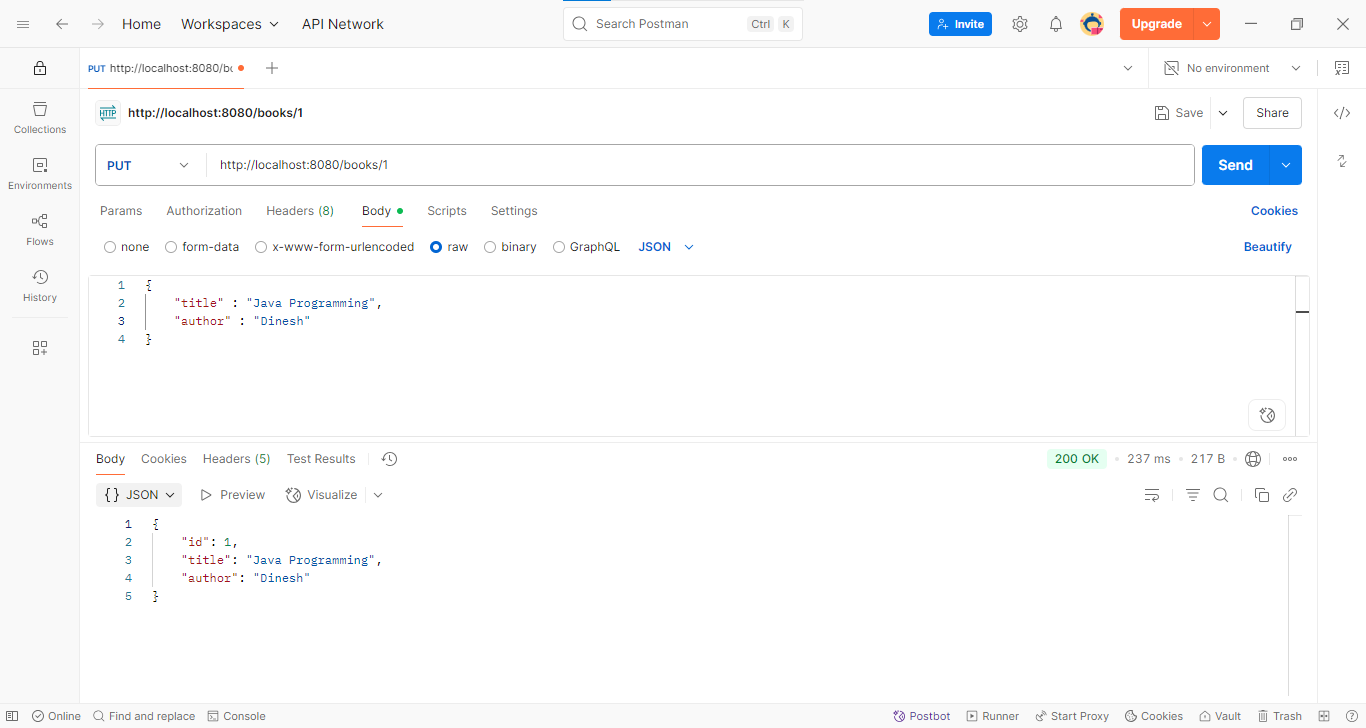 Home Workspaces API Network Search Postman Ctrl K Invite Upgrade
PUT http://localhost:8080/bo No environment
HTTP http://localhost:8080/books/1 Save Share
Collections
PUT http://localhost:8080/books/1 Send
Environments
Params Authorization Headers (8) Body Scripts Settings Cookies
Flows
none form-data x-www-form-urlencoded raw binary GraphQL JSON Beautify
History
1 {
2 "title" : "Java Programming",
3 "author" : "Dinesh"
4 }
Body Cookies Headers (5) Test Results 200 OK 237 ms 217 B
{} JSON Preview Visualize
1 {
2 "id": 1,
3 "title": "Java Programming",
4 "author": "Dinesh"
5 }
Online Find and replace Console Postbot Runner Start Proxy Cookies Vault Trash